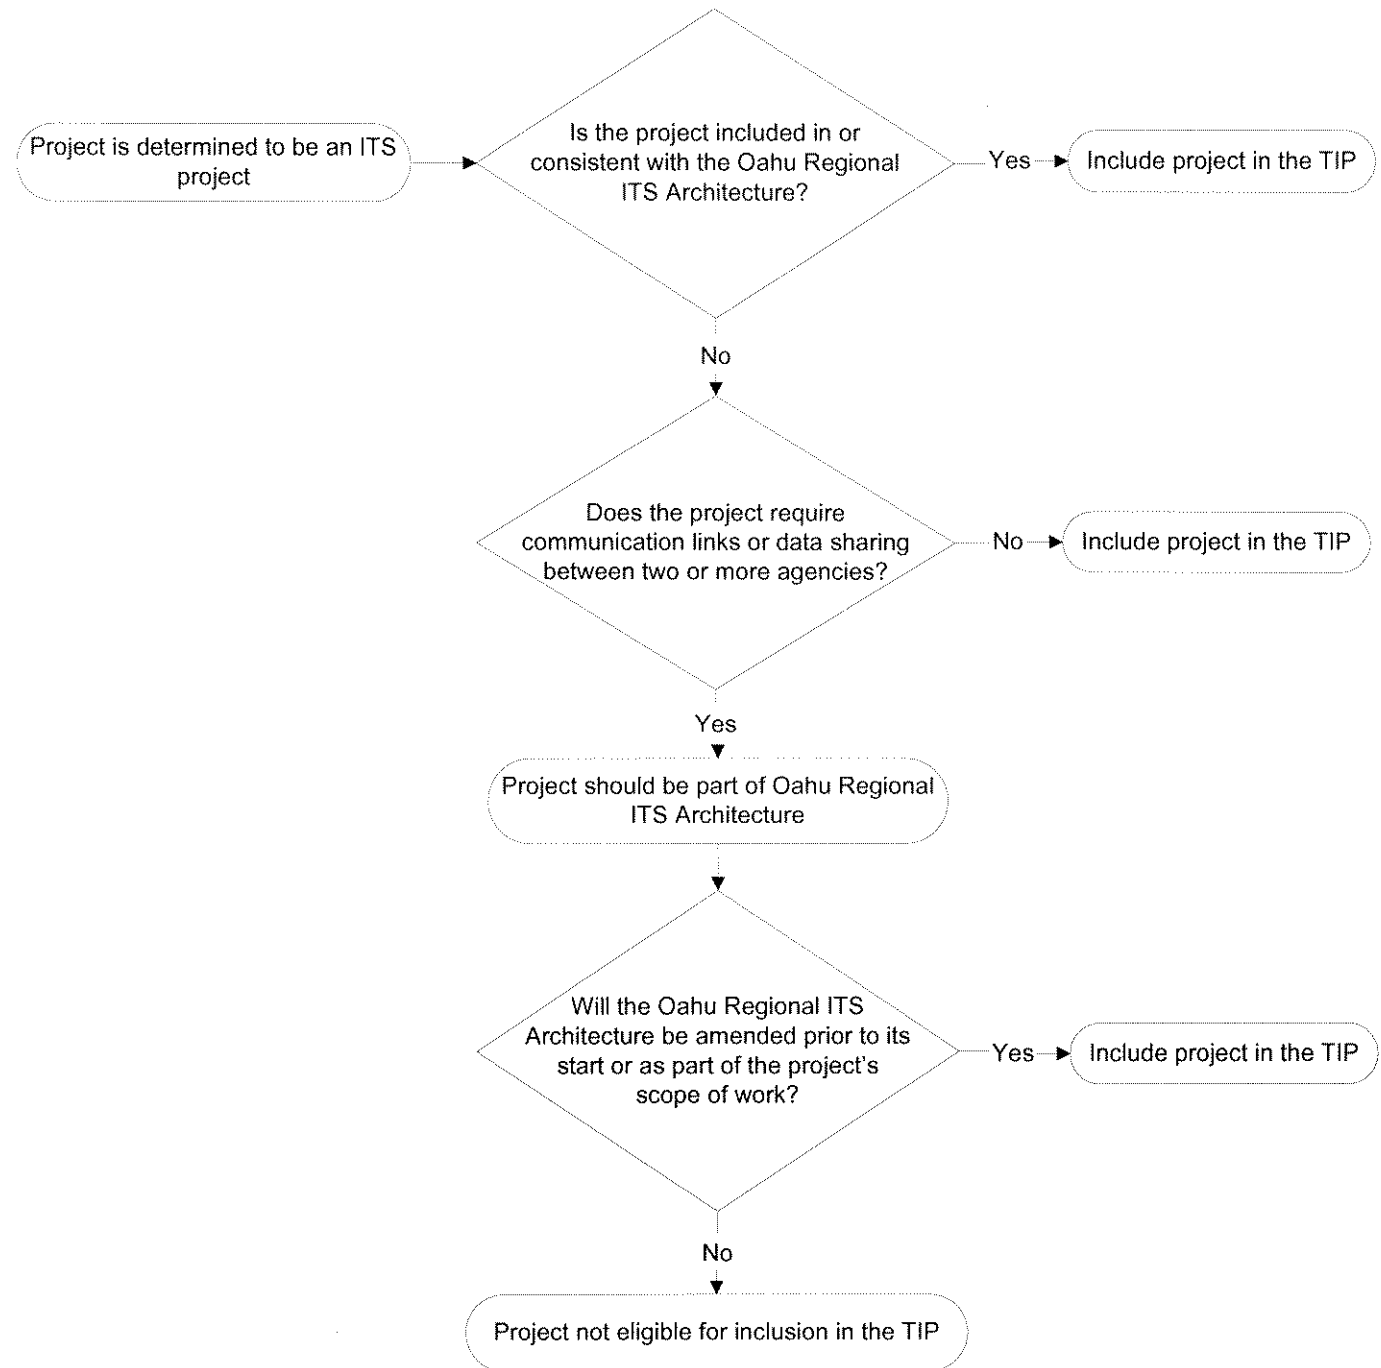 Project is determined to be an ITS
project
Is the project included in or
consistent with the Oahu Regional
ITS Architecture?
Yes
Include project in the TIP
No
Does the project require
communication links or data sharing
between two or more agencies?
No
Include project in the TIP
Yes
Project should be part of Oahu Regional
ITS Architecture
Will the Oahu Regional ITS
Architecture be amended prior to its
start or as part of the project's
scope of work?
Yes
Include project in the TIP
No
Project not eligible for inclusion in the TIP